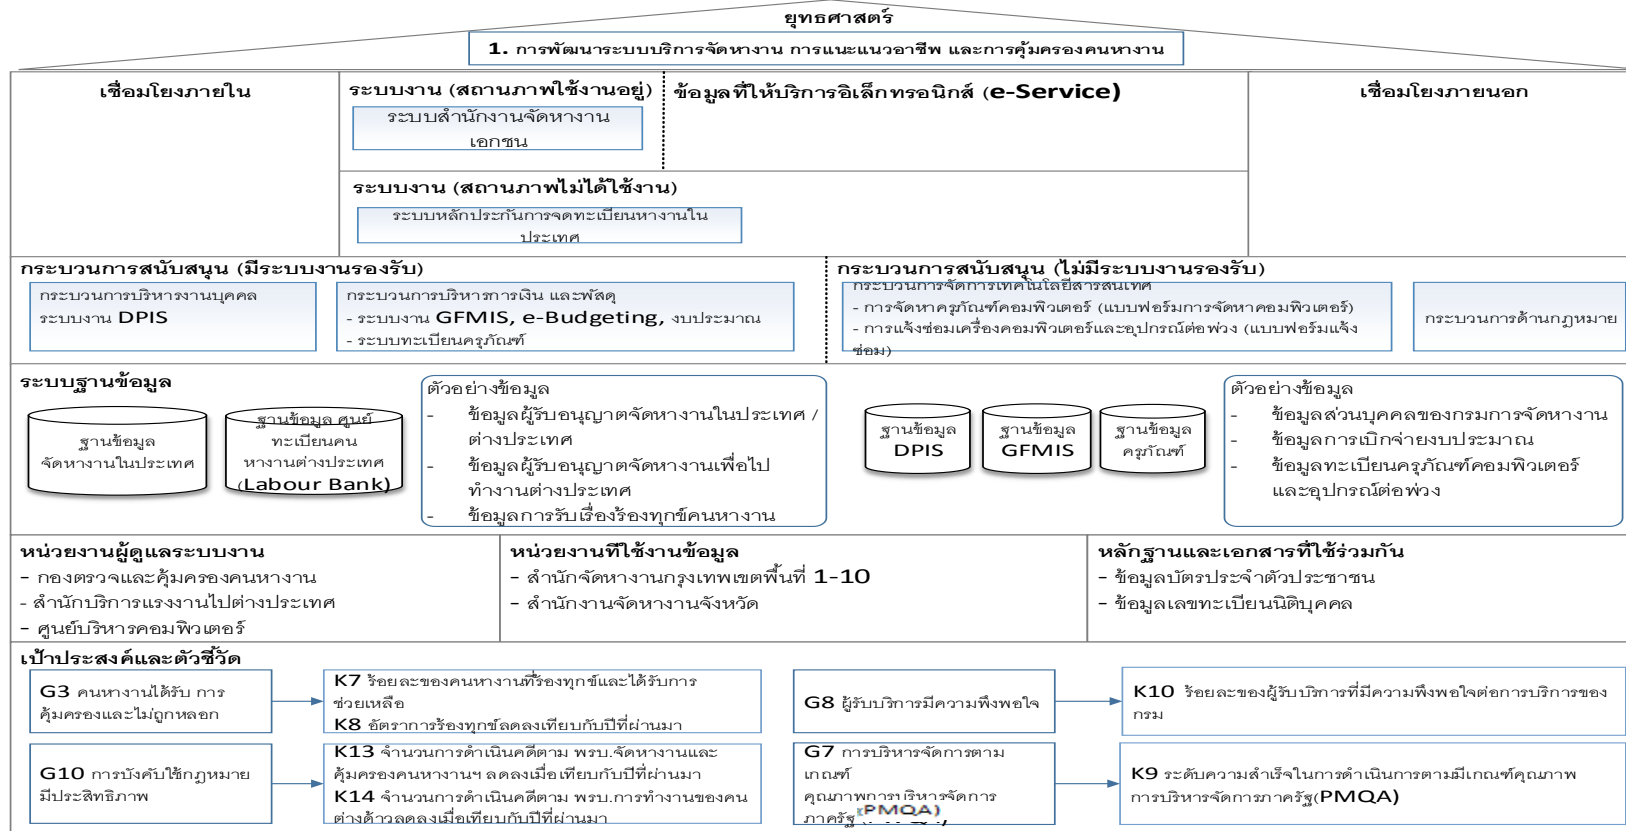 ยุทธศาสตร์
1. การพัฒนาระบบบริการจัดหางาน การแนะแนวอาชีพ และการคุ้มครองคนหางาน
เชื่อมโยงภายใน
ระบบงาน (สถานภาพใช้งานอยู่)
ระบบสำนักงานจัดหางาน
เอกชน
ข้อมูลที่ให้บริการอิเล็กทรอนิกส์ (e-Service)
เชื่อมโยงภายนอก
ระบบงาน (สถานภาพไม่ได้ใช้งาน)
ระบบหลักประกันการจดทะเบียนหางานใน
ประเทศ
กระบวนการสนับสนุน (มีระบบงานรองรับ)
กระบวนการบริหารงานบุคคล
ระบบงาน DPIS
กระบวนการบริหารการเงิน และพัสดุ
- ระบบงาน GFMIS, e-Budgeting, งบประมาณ
- ระบบทะเบียนครุภัณฑ์
กระบวนการสนับสนุน (ไม่มีระบบงานรองรับ)
กระบวนการจัดการเทคโนโลยีสารสนเทศ
- การจัดหาครุภัณฑ์คอมพิวเตอร์ (แบบฟอร์มการจัดหาคอมพิวเตอร์)
- การแจ้งซ่อมเครื่องคอมพิวเตอร์และอุปกรณ์ต่อพ่วง (แบบฟอร์มแจ้ง
ซ่อม)
กระบวนการด้านกฎหมาย
ระบบฐานข้อมูล
ฐานข้อมูล
จัดหางานในประเทศ
ฐานข้อมูล ศูนย์
ทะเบียนคน
หางานต่างประเทศ
(Labour Bank)
ตัวอย่างข้อมูล
- ข้อมูลผู้รับอนุญาตจัดหางานในประเทศ /
ต่างประเทศ
- ข้อมูลผู้รับอนุญาตจัดหางานเพื่อไป
ทำงานต่างประเทศ
- ข้อมูลการรับเรื่องร้องทุกข์คนหางาน
ฐานข้อมูล
DPIS
ฐานข้อมูล
GFMIS
ฐานข้อมูล
ครุภัณฑ์
ตัวอย่างข้อมูล
- ข้อมูลส่วนบุคคลของกรมการจัดหางาน
- ข้อมูลการเบิกจ่ายงบประมาณ
- ข้อมูลทะเบียนครุภัณฑ์คอมพิวเตอร์
และอุปกรณ์ต่อพ่วง
หน่วยงานผู้ดูแลระบบงาน
- กองตรวจและคุ้มครองคนหางาน
- สำนักบริการแรงงานไปต่างประเทศ
- ศูนย์บริหารคอมพิวเตอร์
หน่วยงานที่ใช้งานข้อมูล
- สำนักจัดหางานกรุงเทพเขตพื้นที่ 1-10
- สำนักงานจัดหางานจังหวัด
หลักฐานและเอกสารที่ใช้ร่วมกัน
- ข้อมูลบัตรประจำตัวประชาชน
- ข้อมูลเลขทะเบียนนิติบุคคล
เป้าประสงค์และตัวชี้วัด
G3 คนหางานได้รับ การ
คุ้มครองและไม่ถูกหลอก
K7 ร้อยละของคนหางานที่ร้องทุกข์และได้รับการ
ช่วยเหลือ
K8 อัตราการร้องทุกข์ลดลงเทียบกับปีที่ผ่านมา
G8 ผู้รับบริการมีความพึงพอใจ
K10 ร้อยละของผู้รับบริการที่มีความพึงพอใจต่อการบริการของ
กรม
G10 การบังคับใช้กฎหมาย
มีประสิทธิภาพ
K13 จำนวนการดำเนินคดีตาม พรบ.จัดหางานและ
คุ้มครองคนหางานฯ ลดลงเมื่อเทียบกับปีที่ผ่านมา
K14 จำนวนการดำเนินคดีตาม พรบ.การทำงานของคน
ต่างด้าวลดลงเมื่อเทียบกับปีที่ผ่านมา
G7 การบริหารจัดการตาม
เกณฑ์
คุณภาพการบริหารจัดการ
ภาครัฐ (PMQA)
K9 ระดับความสำเร็จในการดำเนินการตามมีเกณฑ์คุณภาพ
การบริหารจัดการภาครัฐ(PMQA)